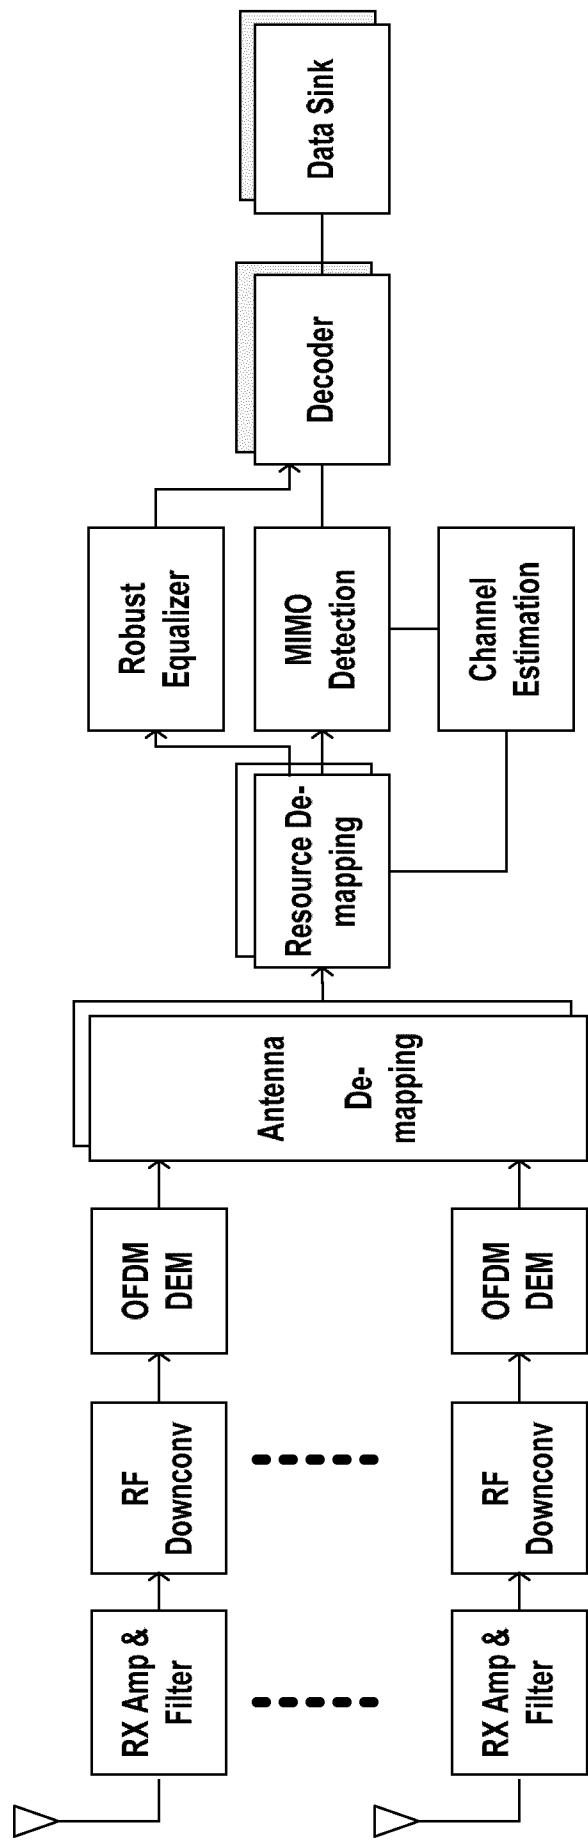 RX Amp &
Filter
RF
Downconv
OFDM
DEM
RX Amp &
Filter
RF
Downconv
OFDM
DEM
Antenna
De-
mapping
Resource De-
mapping
Robust
Equalizer
MIMO
Detection
Channel
Estimation
Decoder
Data Sink